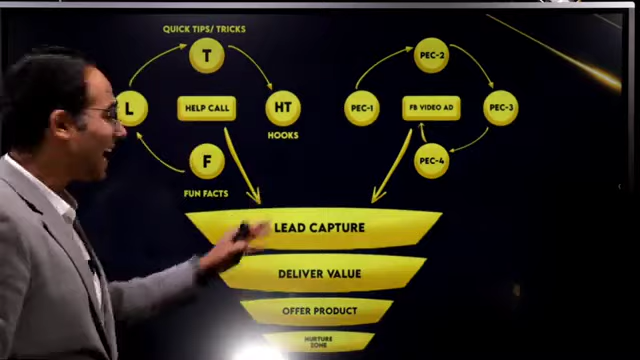 QUICK TIPS/ TRICKS
T
L
HELP CALL
HT
HOOKS
F
FUN FACTS
PEC-2
PEC-1
FB VIDEO AD
PEC-3
PEC-4
LEAD CAPTURE
DELIVER VALUE
OFFER PRODUCT
NURTURE
ZONE